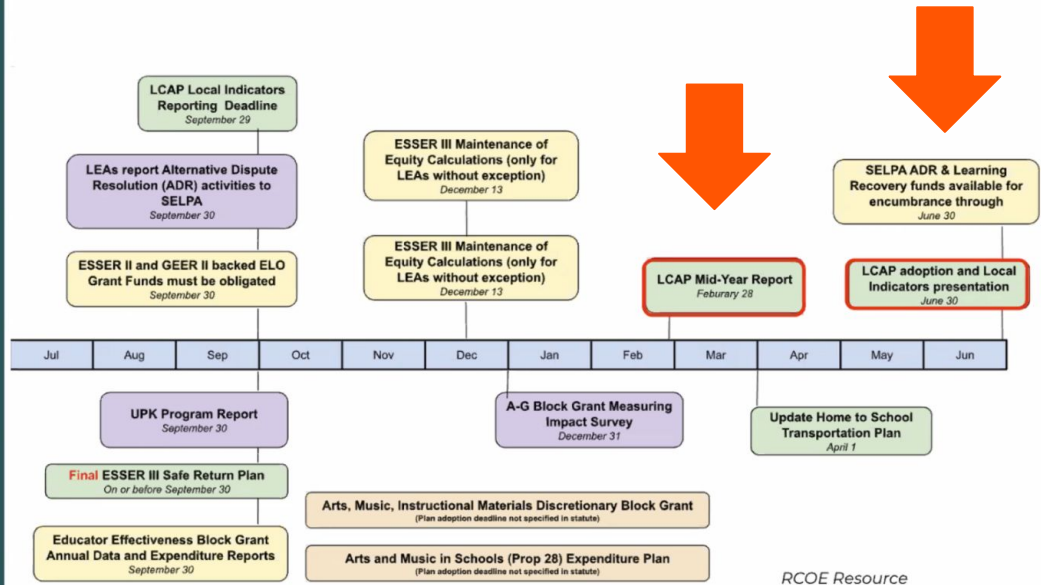 LCAP Local Indicators
Reporting Deadline
September 29
LEAs report Alternative Dispute
Resolution (ADR) activities to
SELPA
September 30
ESSER II and GEER II backed ELO
Grant Funds must be obligated
September 30
ESSER III Maintenance of
Equity Calculations (only for
LEAs without exception)
December 13
ESSER III Maintenance of
Equity Calculations (only for
LEAs without exception)
December 13
LCAP Mid-Year Report
Feburary 28
SELPA ADR & Learning
Recovery funds available for
encumbrance through
June 30
LCAP adoption and Local
Indicators presentation
June 30
Jul Aug Sep Oct Nov Dec Jan Feb Mar Apr May Jun
UPK Program Report
September 30
Final ESSER III Safe Return Plan
On or before September 30
Educator Effectiveness Block Grant
Annual Data and Expenditure Reports
September 30
A-G Block Grant Measuring
Impact Survey
December 31
Update Home to School
Transportation Plan
April 1
Arts, Music, Instructional Materials Discretionary Block Grant
(Plan adoption deadline not specified in statute)
Arts and Music in Schools (Prop 28) Expenditure Plan
(Plan adoption deadline not specified in statute)
RCOE Resource